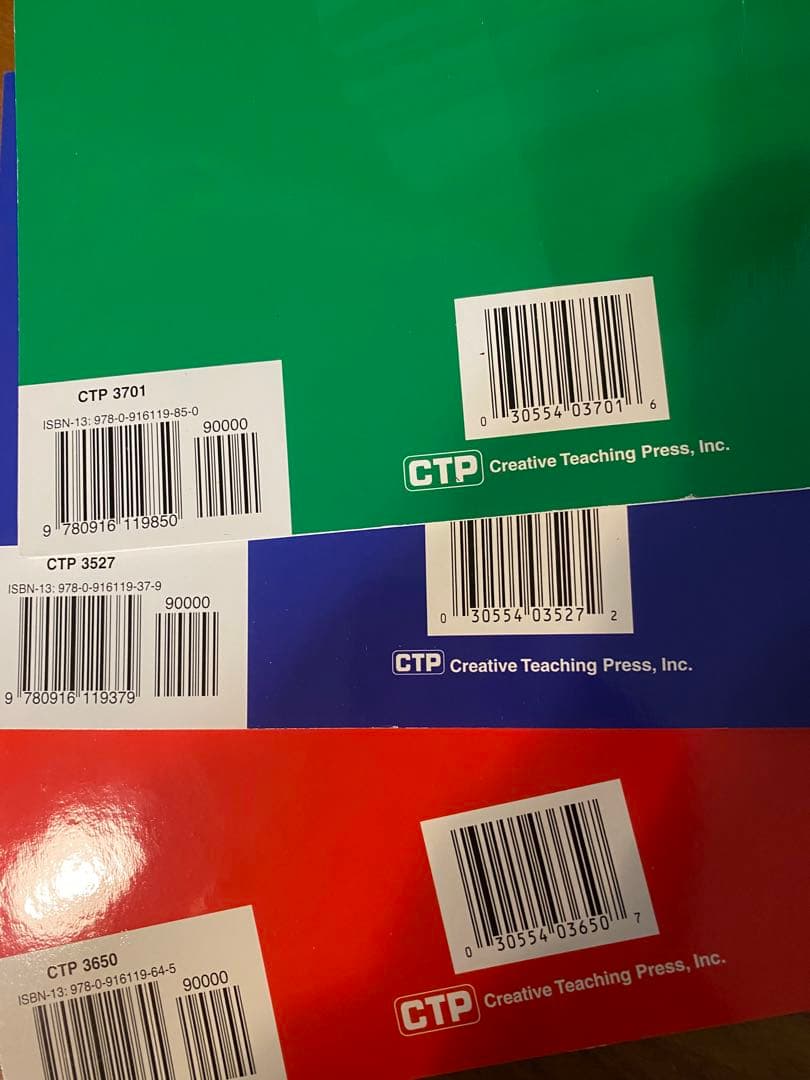 CTP 3701
ISBN-13: 978-0-916119-85-0
90000
9 780916 119850
0 30554 03701 6
CTP Creative Teaching Press, Inc.
CTP 3527
ISBN-13: 978-0-916119-37-9
90000
9 780916 119379
0 30554 03527 2
CTP Creative Teaching Press, Inc.
CTP 3650
ISBN-13: 978-0-916119-64-5
90000
0 30554 03650 7
CTP Creative Teaching Press, Inc.